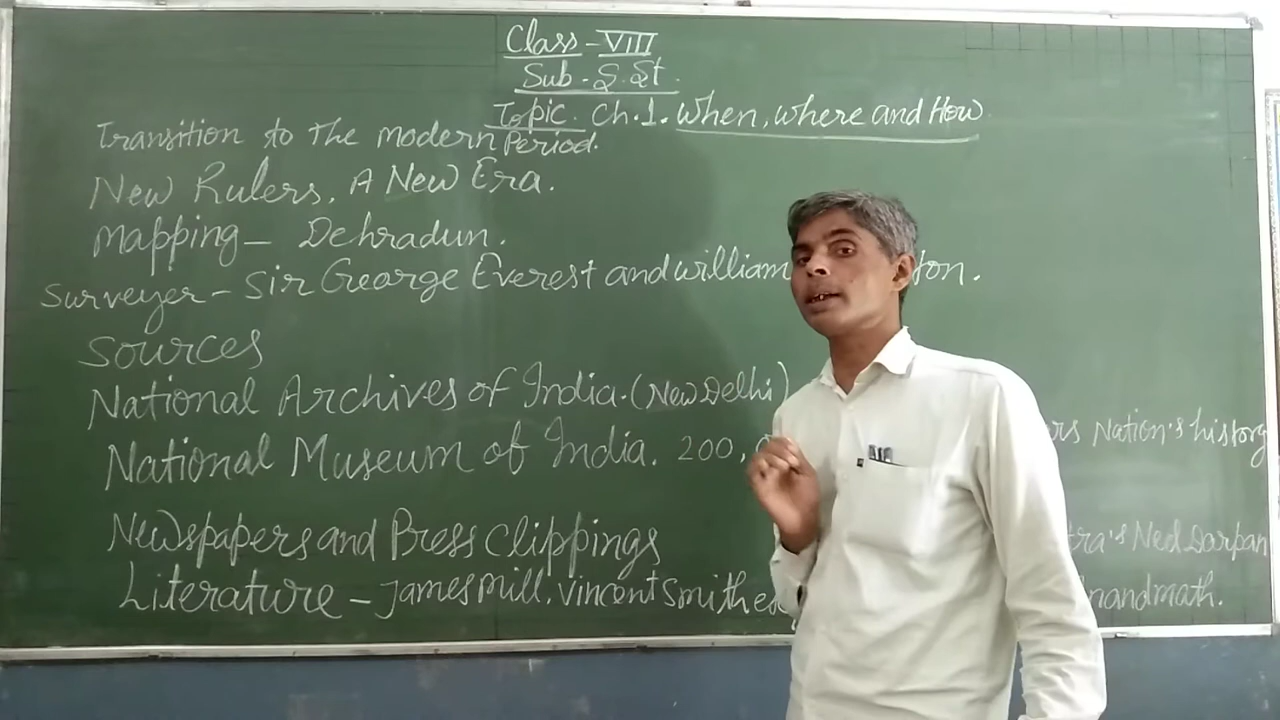 Class - VIII
Sub - S. St.
Topic. Ch.1. When, where and How
Transition to The modern Period.
New Rulers, A New Era.
Mapping - Dehradun.
Surveyer - Sir George Everest and william ton.
Sources
National Archives of India. (New Delhi)
National Museum of India. 200, Nation's history
Newspapers and Press Clippings
Literature - James mill, vincent Smith